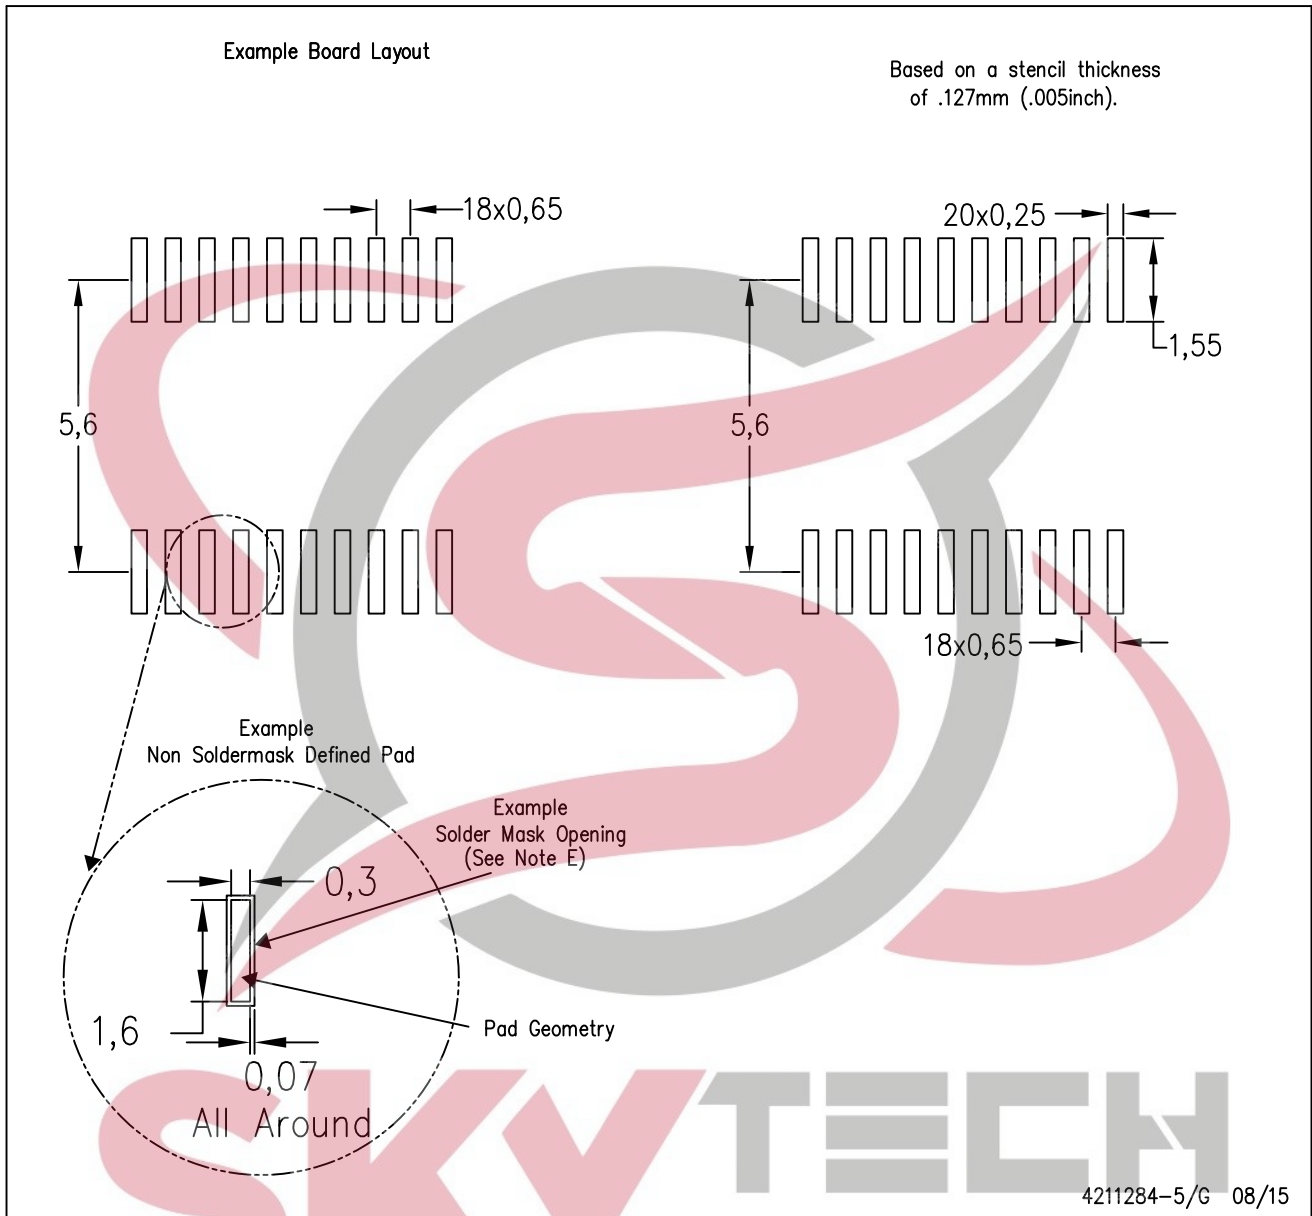 Example Board Layout
Based on a stencil thickness
of .127mm (.005inch).
18x0,65
20x0,25
1,55
5,6
5,6
18x0,65
Example
Non Soldermask Defined Pad
Example
Solder Mask Opening
(See Note E)
0,3
1,6
Pad Geometry
0,07
All Around
SKYTECH
4211284-5/G 08/15